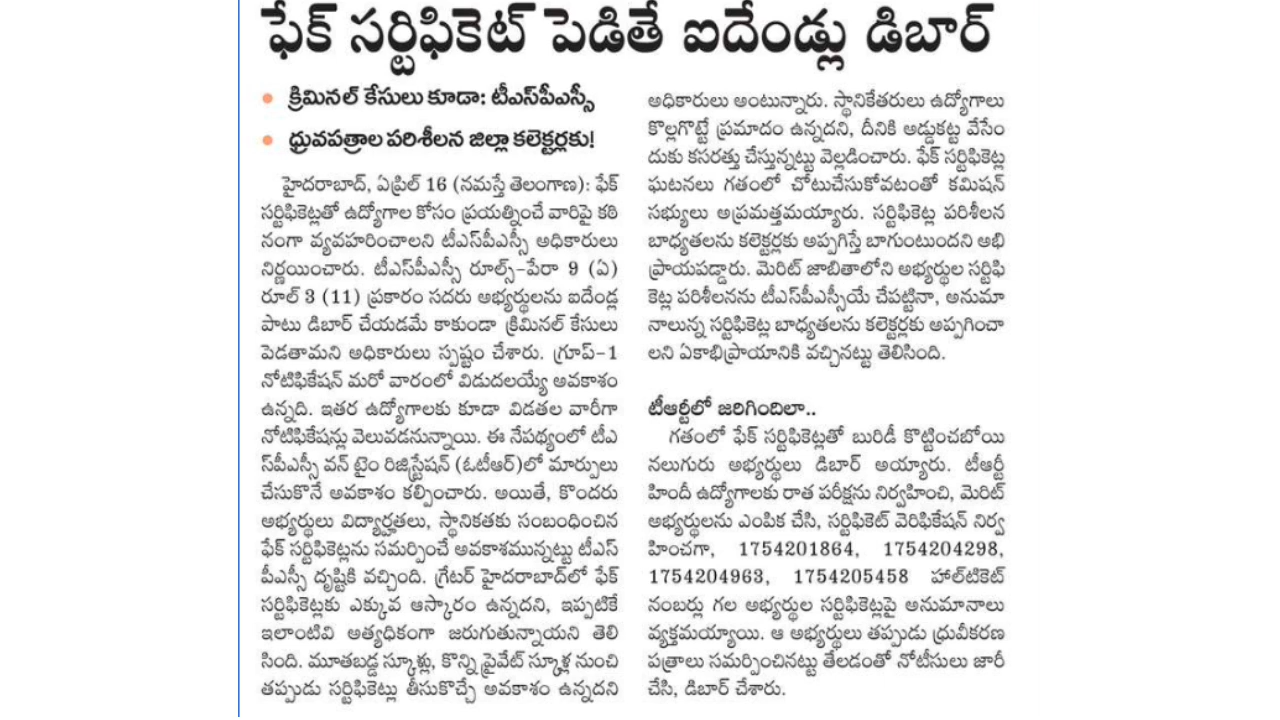 ఫేక్ సర్టిఫికెట్ పెడితే ఐదేండ్లు డిబార్
• క్రిమినల్ కేసులు కూడా: టీఎస్‌పీఎస్సీ
• ధ్రువపత్రాల పరిశీలన జిల్లా కలెక్టర్లకు!
హైదరాబాద్, ఏప్రిల్ 16 (నమస్తే తెలంగాణ): ఫేక్
సర్టిఫికెట్లతో ఉద్యోగాల కోసం ప్రయత్నించే వారిపై కఠి
నంగా వ్యవహరించాలని టీఎస్‌పీఎస్సీ అధికారులు
నిర్ణయించారు. టీఎస్‌పీఎస్సీ రూల్స్-పేరా 9 (ఏ)
రూల్ 3 (11) ప్రకారం సదరు అభ్యర్థులను ఐదేండ్ల
పాటు డిబార్ చేయడమే కాకుండా క్రిమినల్ కేసులు
పెడతామని అధికారులు స్పష్టం చేశారు. గ్రూప్-1
నోటిఫికేషన్ మరో వారంలో విడుదలయ్యే అవకాశం
ఉన్నది. ఇతర ఉద్యోగాలకు కూడా విడతల వారీగా
నోటిఫికేషన్లు వెలువడనున్నాయి. ఈ నేపథ్యంలో టీఎ
స్‌పీఎస్సీ వన్ టైం రిజిస్ట్రేషన్ (ఓటీఆర్)లో మార్పులు
చేసుకొనే అవకాశం కల్పించారు. అయితే, కొందరు
అభ్యర్థులు విద్యార్హతలు, స్థానికతకు సంబంధించిన
ఫేక్ సర్టిఫికెట్లను సమర్పించే అవకాశమున్నట్టు టీఎస్
పీఎస్సీ దృష్టికి వచ్చింది. గ్రేటర్ హైదరాబాద్‌లో ఫేక్
సర్టిఫికెట్లకు ఎక్కువ ఆస్కారం ఉన్నదని, ఇప్పటికే
ఇలాంటివి అత్యధికంగా జరుగుతున్నాయని తెలి
సింది. మూతబడ్డ స్కూళ్లు, కొన్ని ప్రైవేట్ స్కూళ్ల నుంచి
తప్పుడు సర్టిఫికెట్లు తీసుకొచ్చే అవకాశం ఉన్నదని
అధికారులు అంటున్నారు. స్థానికేతరులు ఉద్యోగాలు
కొల్లగొట్టే ప్రమాదం ఉన్నదని, దీనికి అడ్డుకట్ట వేసేం
దుకు కసరత్తు చేస్తున్నట్టు వెల్లడించారు. ఫేక్ సర్టిఫికెట్ల
ఘటనలు గతంలో చోటుచేసుకోవటంతో కమిషన్
సభ్యులు అప్రమత్తమయ్యారు. సర్టిఫికెట్ల పరిశీలన
బాధ్యతలను కలెక్టర్లకు అప్పగిస్తే బాగుంటుందని అభి
ప్రాయపడ్డారు. మెరిట్ జాబితాలోని అభ్యర్థుల సర్టిఫి
కెట్ల పరిశీలనను టీఎస్‌పీఎస్సీయే చేపట్టినా, అనుమా
నాలున్న సర్టిఫికెట్ల బాధ్యతలను కలెక్టర్లకు అప్పగించా
లని ఏకాభిప్రాయానికి వచ్చినట్టు తెలిసింది.
టీఆర్టీలో జరిగిందిలా..
గతంలో ఫేక్ సర్టిఫికెట్లతో బురిడీ కొట్టించబోయి
నలుగురు అభ్యర్థులు డిబార్ అయ్యారు. టీఆర్టీ
హిందీ ఉద్యోగాలకు రాత పరీక్షను నిర్వహించి, మెరిట్
అభ్యర్థులను ఎంపిక చేసి, సర్టిఫికెట్ వెరిఫికేషన్ నిర్వ
హించగా, 1754201864, 1754204298,
1754204963, 1754205458 హాల్‌టికెట్
నంబర్లు గల అభ్యర్థుల సర్టిఫికెట్లపై అనుమానాలు
వ్యక్తమయ్యాయి. ఆ అభ్యర్థులు తప్పుడు ధ్రువీకరణ
పత్రాలు సమర్పించినట్టు తేలడంతో నోటీసులు జారీ
చేసి, డిబార్ చేశారు.